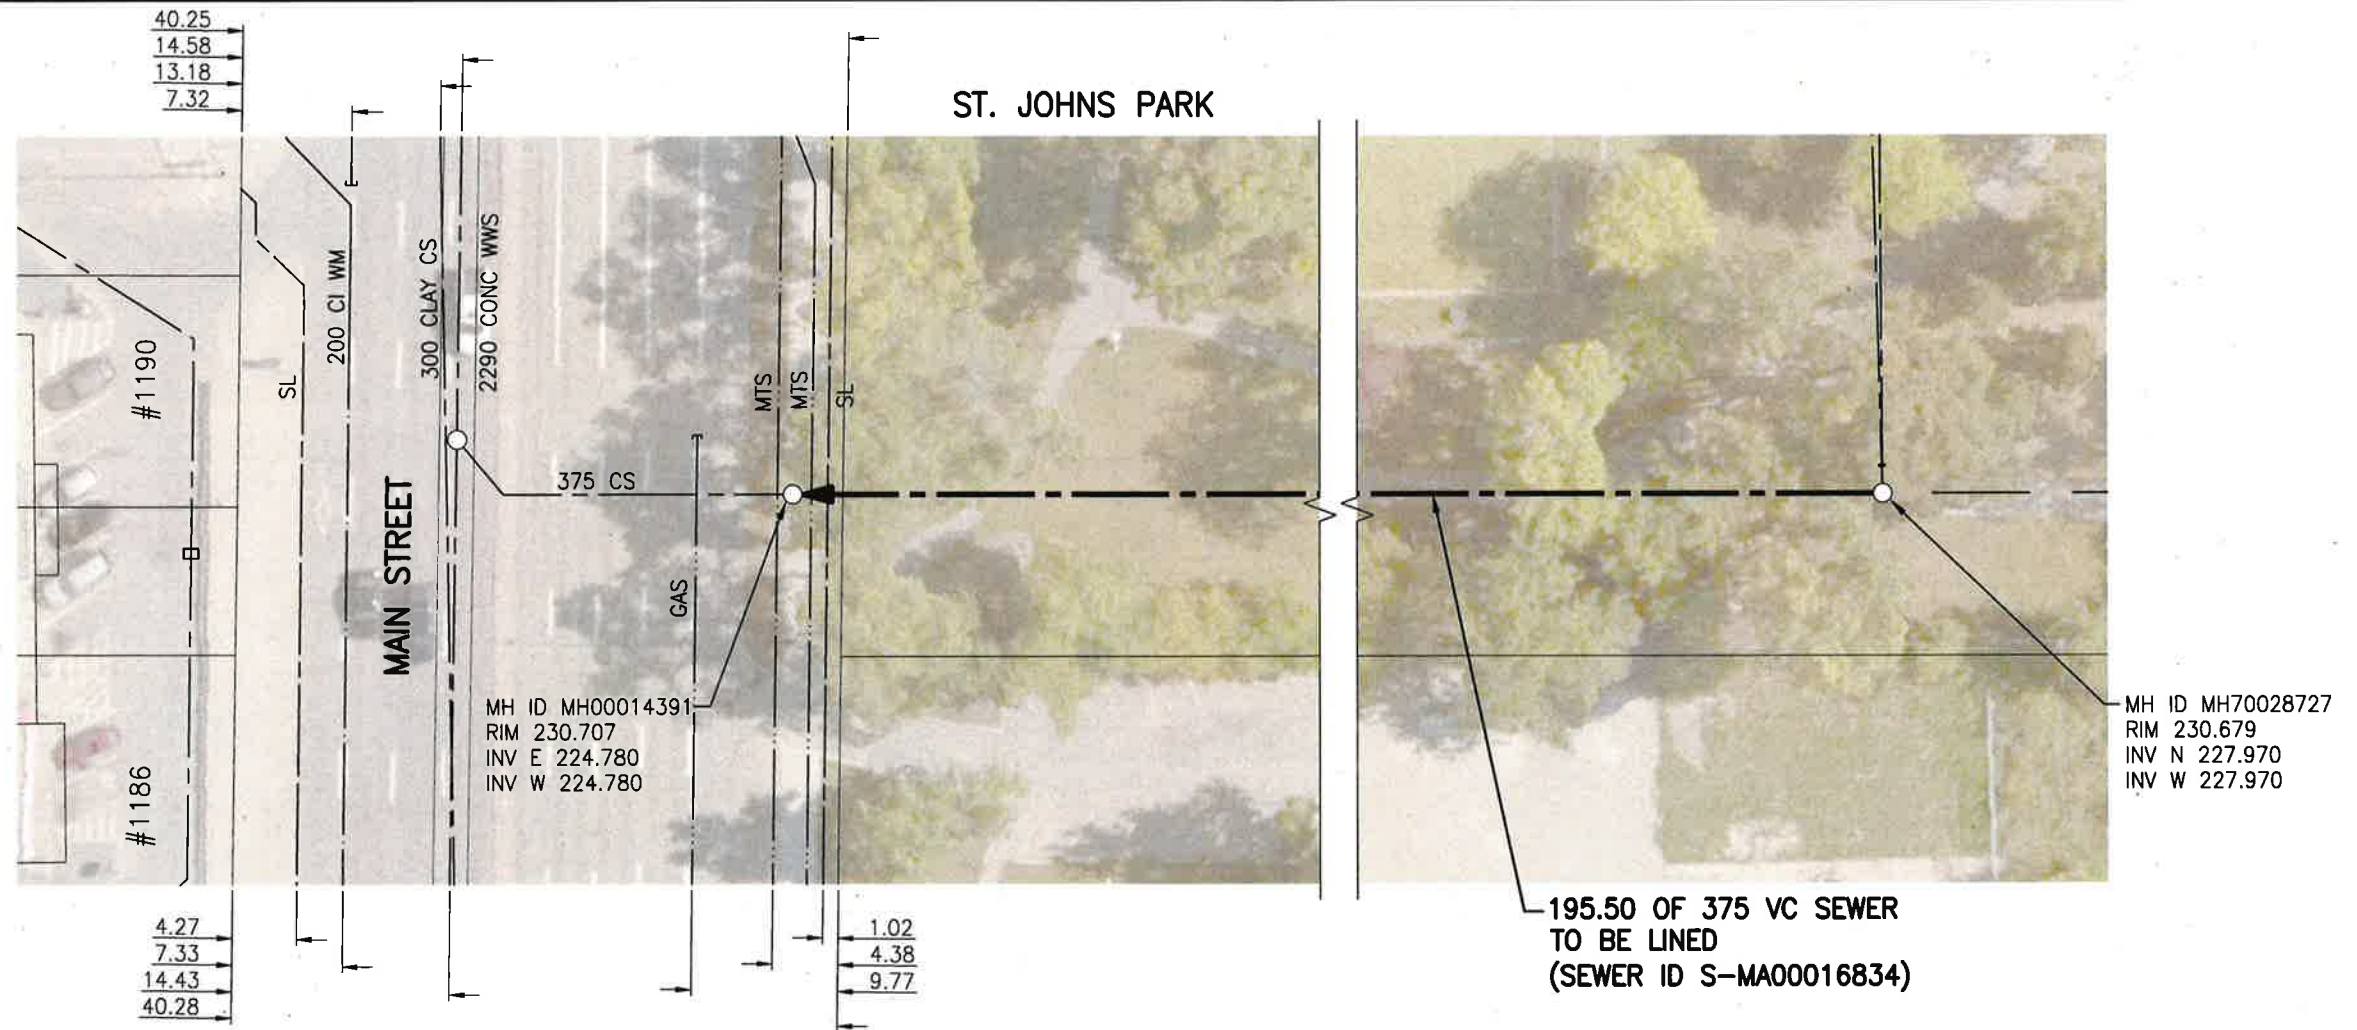 40.25
14.58
13.18
7.32
ST. JOHNS PARK
#1190
SL
200 CI WM
300 CLAY CS
2290 CONC WWS
MTS
MTS
SL
375 CS
MAIN STREET
GAS
#1186
MH ID MH00014391
RIM 230.707
INV E 224.780
INV W 224.780
MH ID MH70028727
RIM 230.679
INV N 227.970
INV W 227.970
195.50 OF 375 VC SEWER
TO BE LINED
(SEWER ID S-MA00016834)
4.27
7.33
14.43
40.28
1.02
4.38
9.77